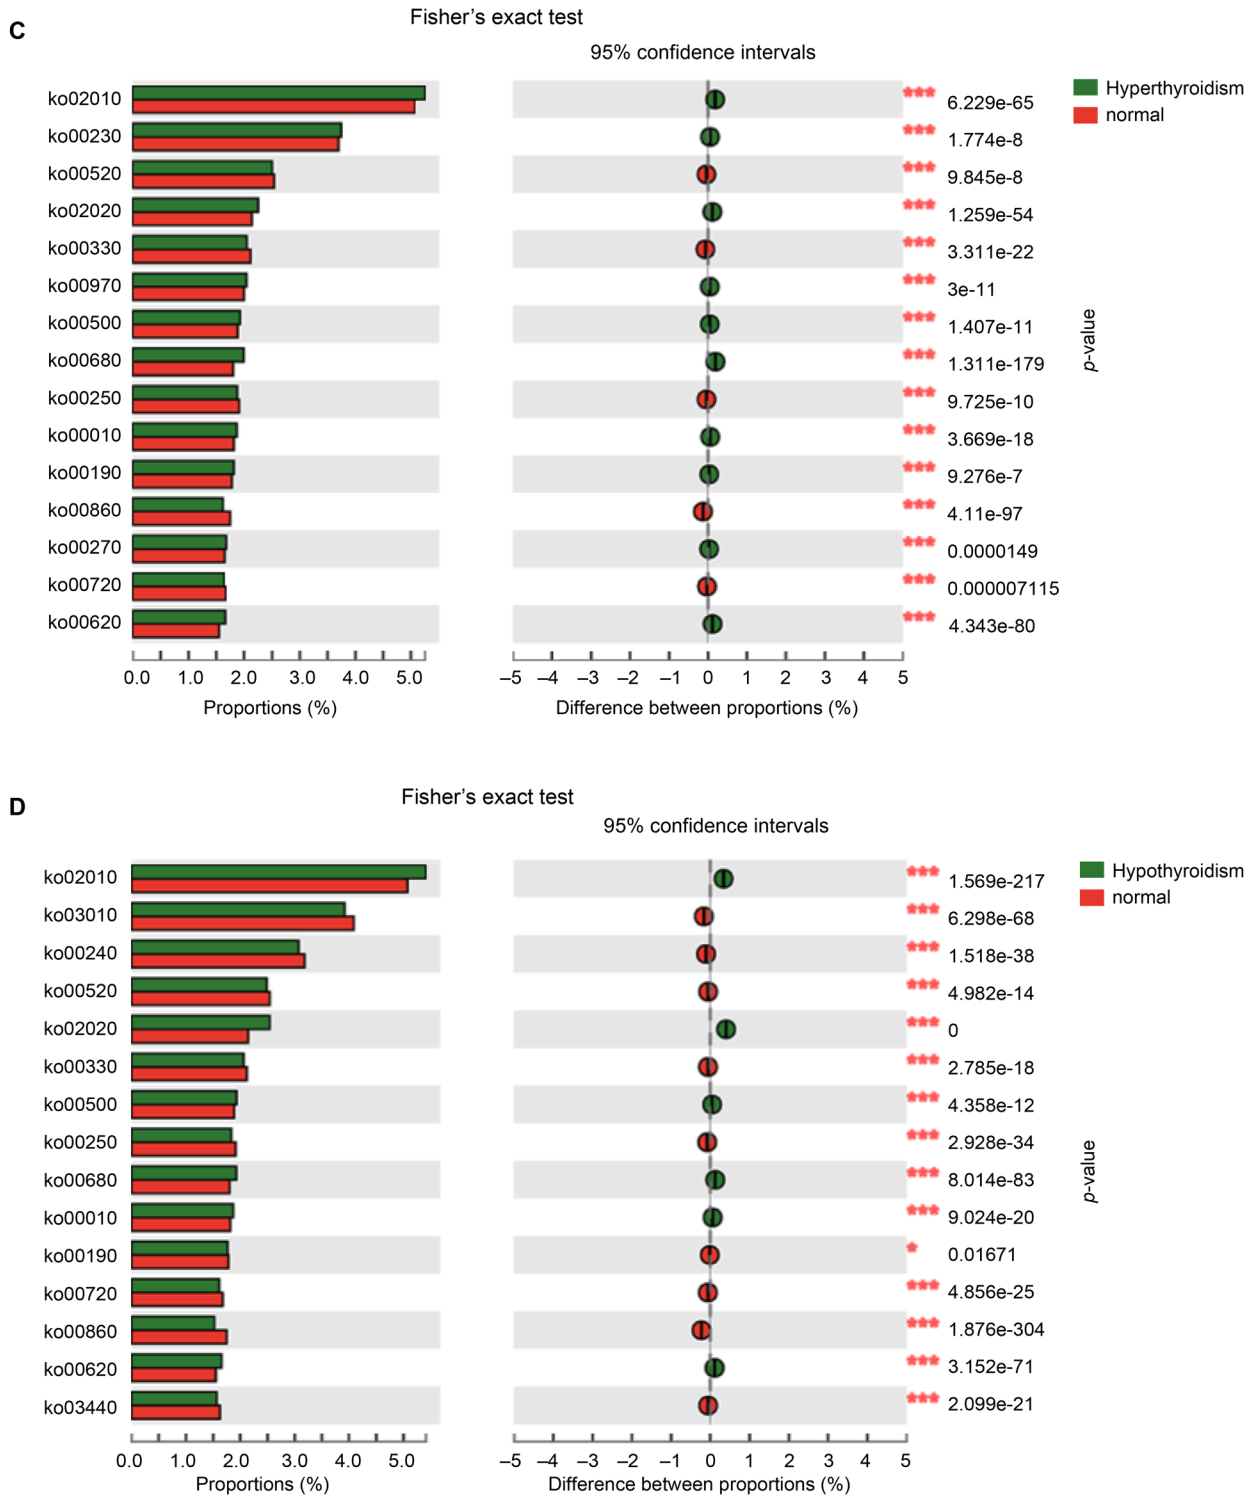 C
Fisher’s exact test
95% confidence intervals
ko02010 *** 6.229e-65
ko00230 *** 1.774e-8
ko00520 *** 9.845e-8
ko02020 *** 1.259e-54
ko00330 *** 3.311e-22
ko00970 *** 3e-11
ko00500 *** 1.407e-11
ko00680 *** 1.311e-179
ko00250 *** 9.725e-10
ko00010 *** 3.669e-18
ko00190 *** 9.276e-7
ko00860 *** 4.11e-97
ko00270 *** 0.0000149
ko00720 *** 0.000007115
ko00620 *** 4.343e-80
Hyperthyroidism
normal
p-value
0.0 1.0 2.0 3.0 4.0 5.0
–5 –4 –3 –2 –1 0 1 2 3 4 5
Proportions (%)
Difference between proportions (%)
D
Fisher’s exact test
95% confidence intervals
ko02010 *** 1.569e-217
ko03010 *** 6.298e-68
ko00240 *** 1.518e-38
ko00520 *** 4.982e-14
ko02020 *** 0
ko00330 *** 2.785e-18
ko00500 *** 4.358e-12
ko00250 *** 2.928e-34
ko00680 *** 8.014e-83
ko00010 *** 9.024e-20
ko00190 * 0.01671
ko00720 *** 4.856e-25
ko00860 *** 1.876e-304
ko00620 *** 3.152e-71
ko03440 *** 2.099e-21
Hypothyroidism
normal
p-value
0.0 1.0 2.0 3.0 4.0 5.0
–5 –4 –3 –2 –1 0 1 2 3 4 5
Proportions (%)
Difference between proportions (%)